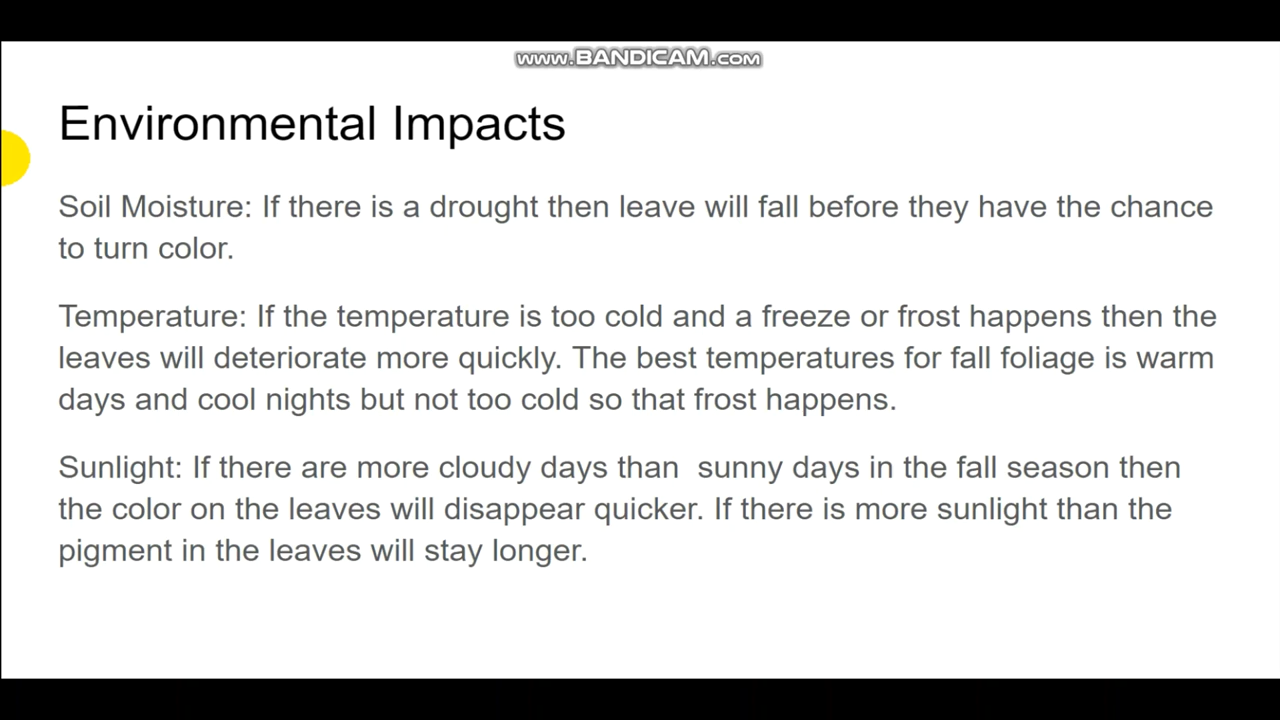 www.BANDICAM.com
Environmental Impacts
Soil Moisture: If there is a drought then leave will fall before they have the chance
to turn color.
Temperature: If the temperature is too cold and a freeze or frost happens then the
leaves will deteriorate more quickly. The best temperatures for fall foliage is warm
days and cool nights but not too cold so that frost happens.
Sunlight: If there are more cloudy days than  sunny days in the fall season then
the color on the leaves will disappear quicker. If there is more sunlight than the
pigment in the leaves will stay longer.